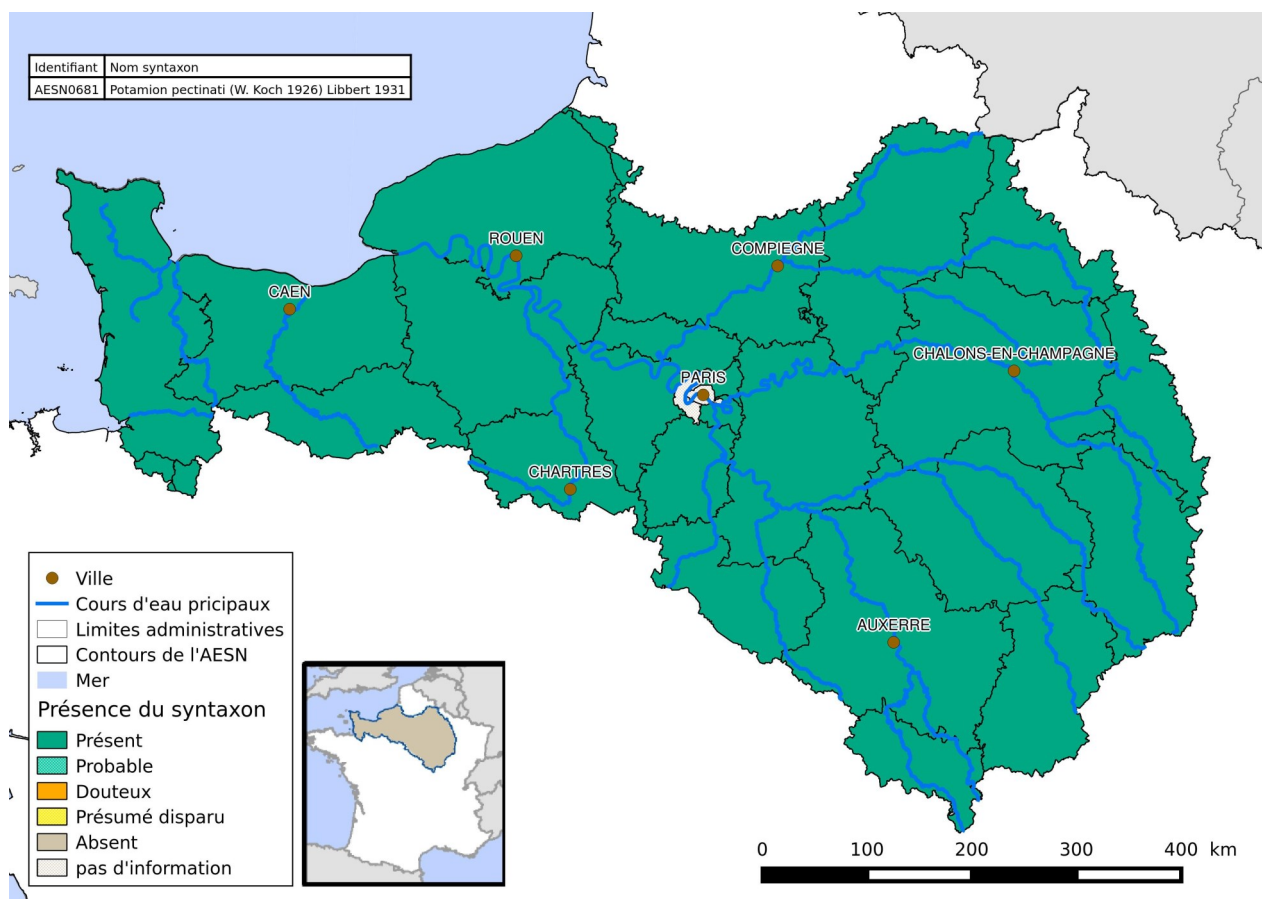 Identifiant Nom syntaxon
AESN0681 Potamion pectinati (W. Koch 1926) Libbert 1931
ROUEN
COMPIEGNE
CAEN
CHALONS-EN-CHAMPAGNE
PARIS
CHARTRES
AUXERRE
Ville
Cours d'eau pricipaux
Limites administratives
Contours de l'AESN
Mer
Présence du syntaxon
Présent
Probable
Douteux
Présumé disparu
Absent
pas d'information
0 100 200 300 400 km